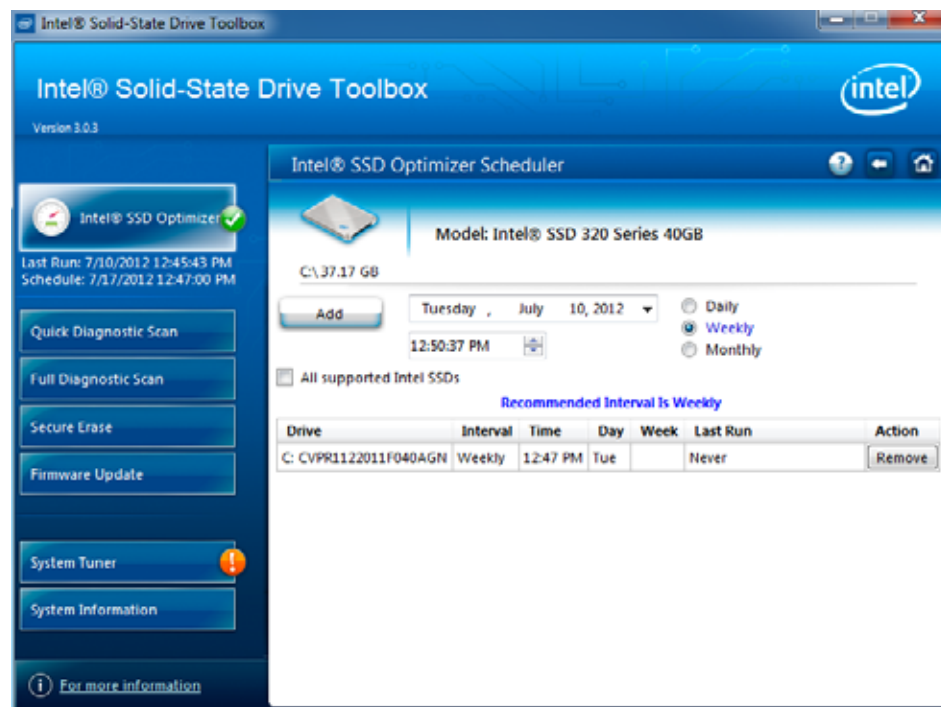 Intel® Solid-State Drive Toolbox
Intel® Solid-State Drive Toolbox
intel
Version 3.0.3
Intel® SSD Optimizer Scheduler
?
Intel® SSD Optimizer
Model: Intel® SSD 320 Series 40GB
Last Run: 7/10/2012 12:45:43 PM
Schedule: 7/17/2012 12:47:00 PM
C:\ 37.17 GB
Add
Tuesday , July 10, 2012
Daily
Weekly
12:50:37 PM
Monthly
Quick Diagnostic Scan
All supported Intel SSDs
Full Diagnostic Scan
Recommended Interval Is Weekly
Secure Erase
Drive Interval Time Day Week Last Run Action
C: CVPR1122011F040AGN Weekly 12:47 PM Tue Never Remove
Firmware Update
System Tuner
!
System Information
i For more information